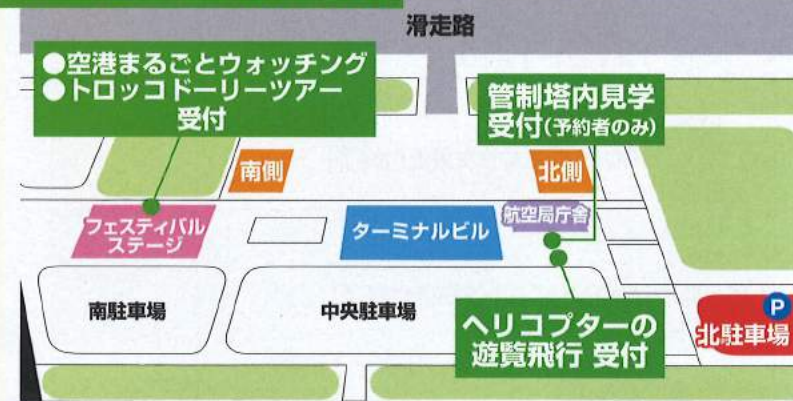 滑走路
●空港まるごとウォッチング
●トロッコドーリーツアー
受付
管制塔内見学
受付(予約者のみ)
南側
北側
フェスティバル
ステージ
ターミナルビル
航空局庁舎
南駐車場
中央駐車場
ヘリコプターの
遊覧飛行 受付
P
北駐車場